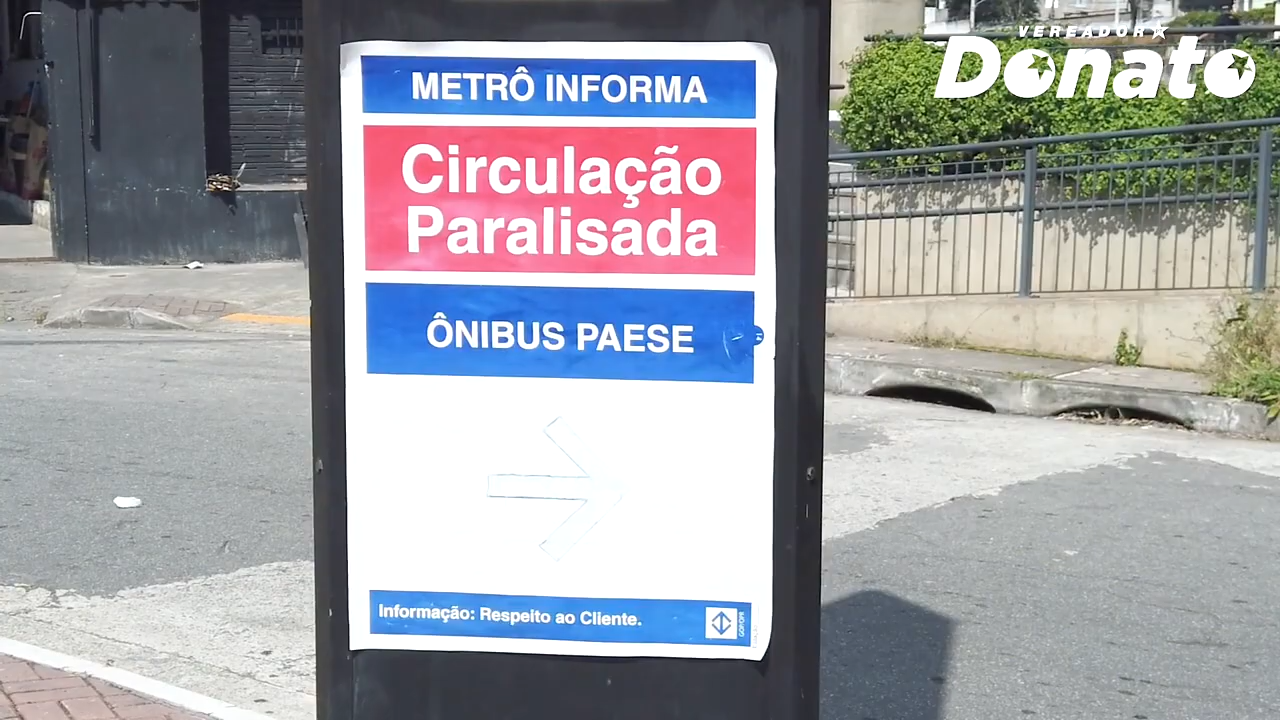 VEREADOR
Donato
METRÔ INFORMA
Circulação
Paralisada
ÔNIBUS PAESE
Informação: Respeito ao Cliente.